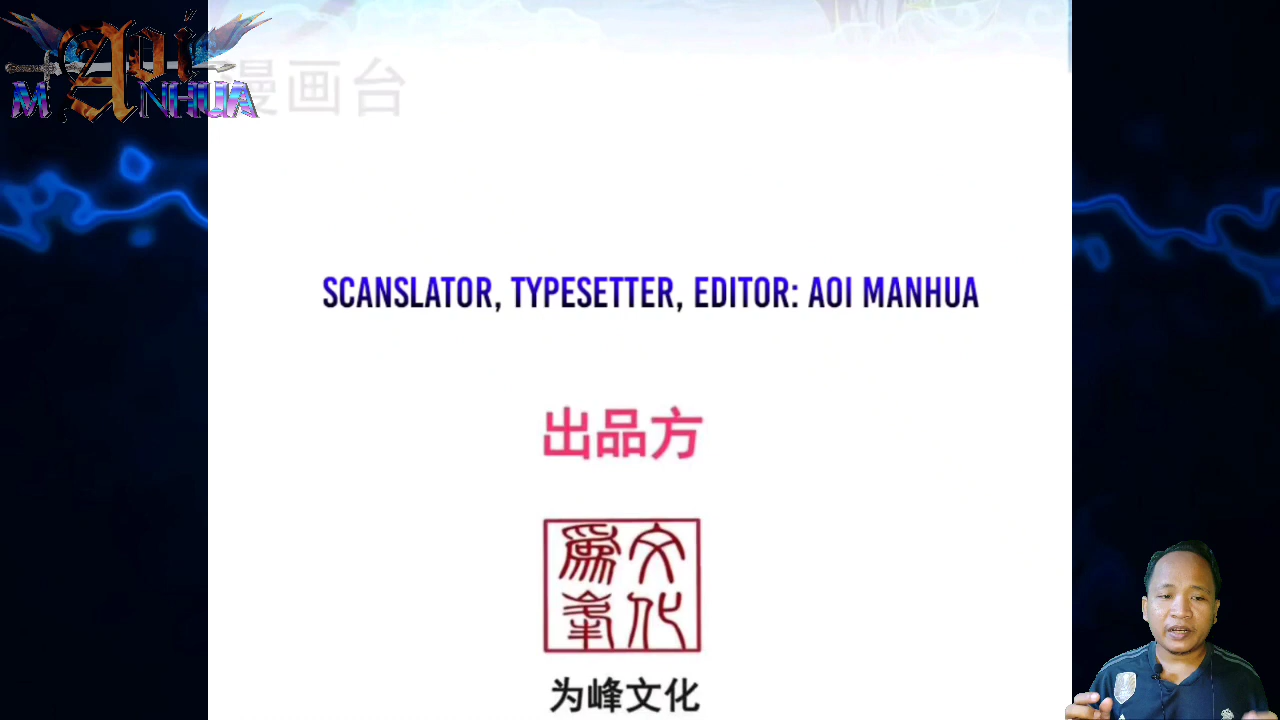 Aoi
MANHUA
漫画台
SCANSLATOR, TYPESETTER, EDITOR: AOI MANHUA
出品方
爲文
峯化
为峰文化